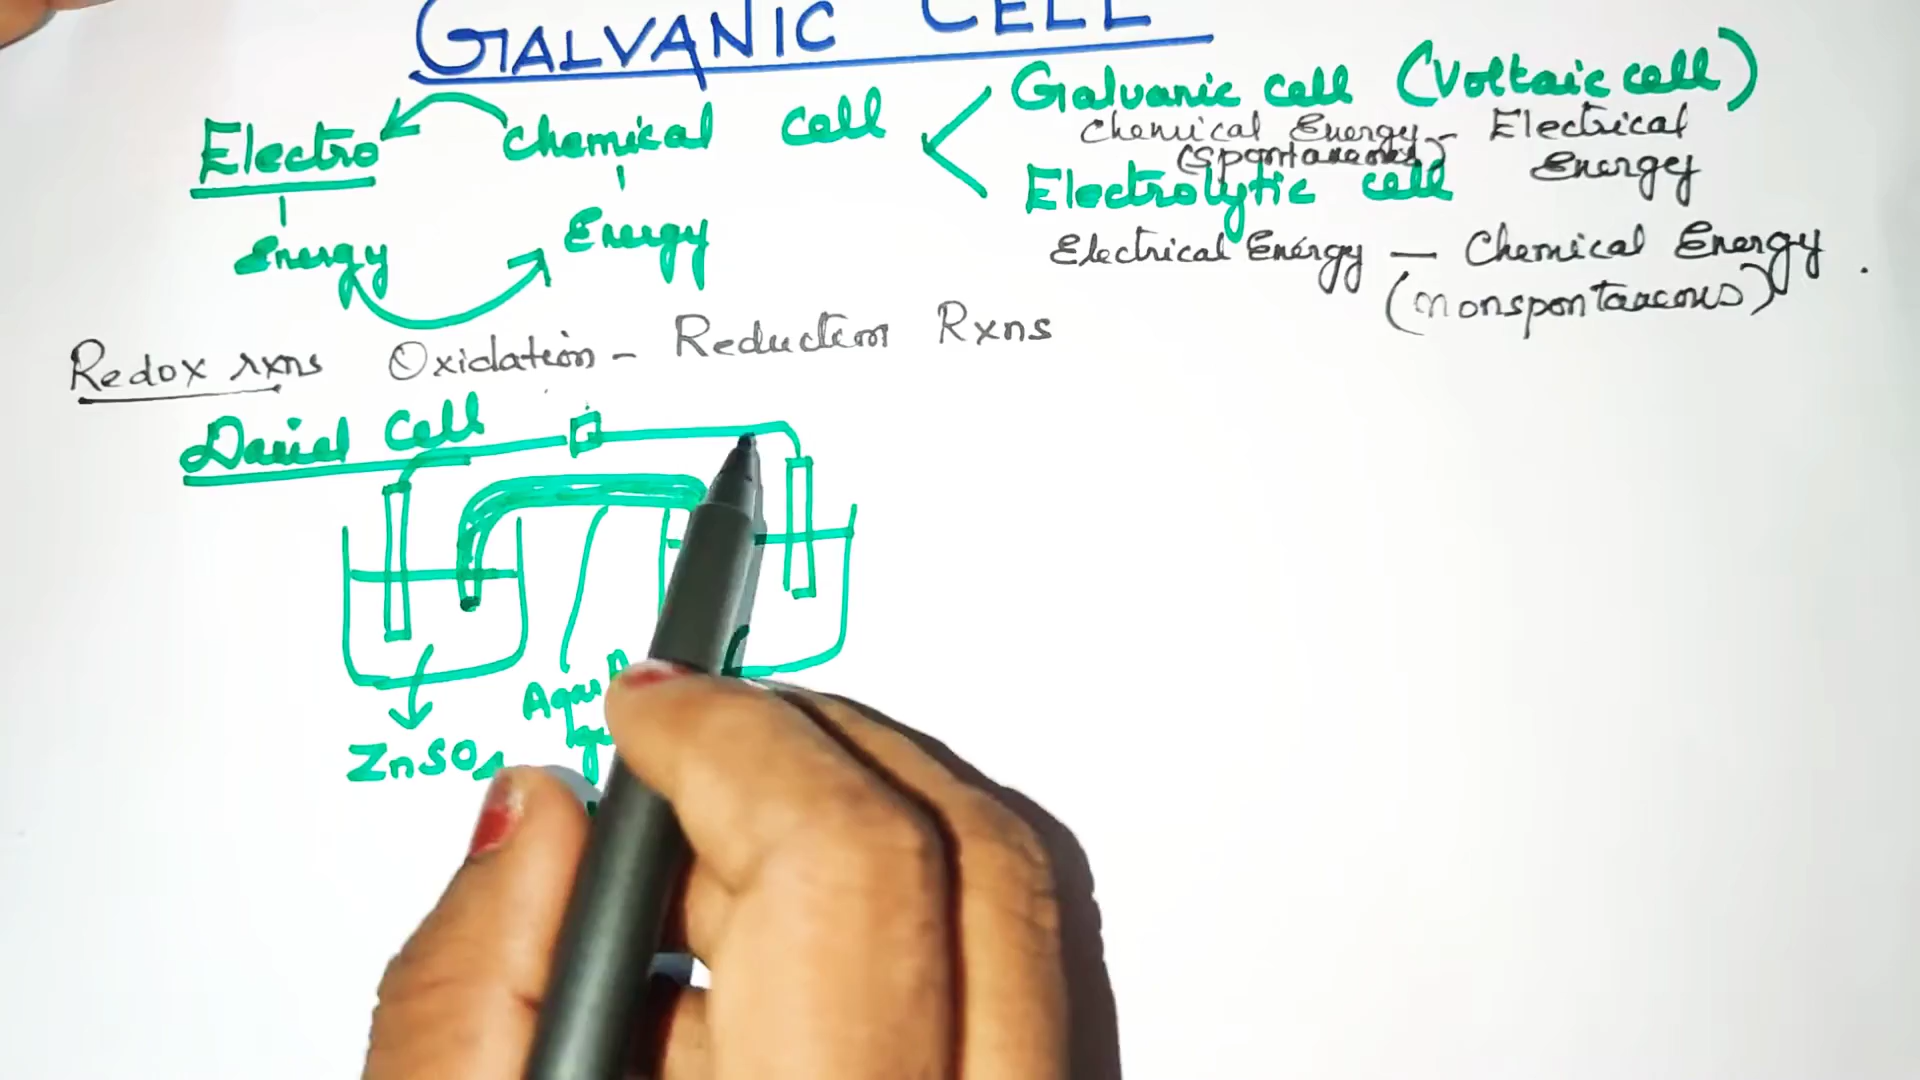 GALVANIC CELL
Electro chemical cell
Energy Energy
Galvanic cell (Voltaic cell)
Chemical Energy - Electrical Energy
(Spontaneous)
Electrolytic cell
Electrical Energy — Chemical Energy .
(nonspontaneous)
Redox rxns Oxidation - Reduction Rxns
Daniel Cell
Agar
ZnSO4